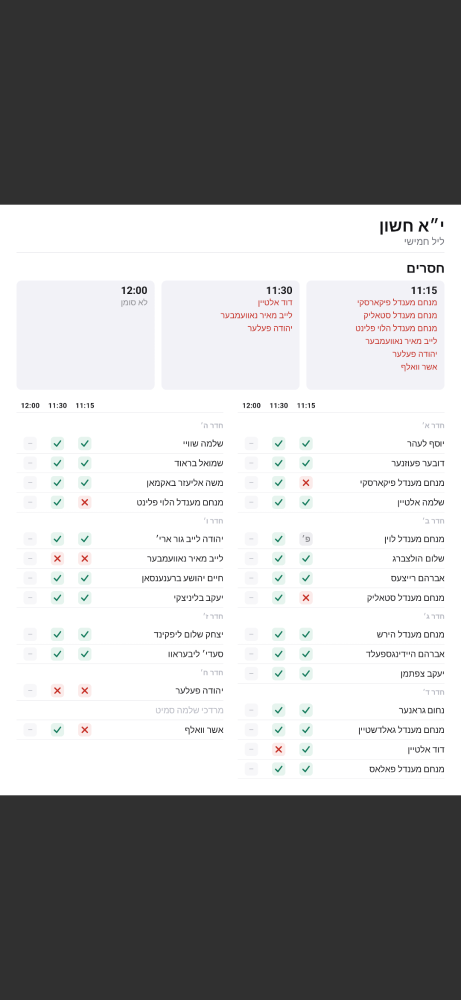 י״א חשון
ליל חמישי
חסרים
11:15
מנחם מענדל פיקארסקי
מנחם מענדל סטאליק
מנחם מענדל הלוי פלינט
לייב מאיר נאוועמבער
יהודה פעלער
אשר וואלף
11:30
דוד אלטיין
לייב מאיר נאוועמבער
יהודה פעלער
12:00
לא סומן
11:15 11:30 12:00
חדר א׳
יוסף לעהר
דובער פעווזנער
מנחם מענדל פיקארסקי
שלמה אלטיין
חדר ב׳
מנחם מענדל לוין פ׳
שלום הולצברג
אברהם רייצעס
מנחם מענדל סטאליק
חדר ג׳
מנחם מענדל הירש
אברהם היידינגספעלד
יעקב צפתמן
חדר ד׳
נחום גראנער
מנחם מענדל גאלדשטיין
דוד אלטיין
מנחם מענדל פאלאס
11:15 11:30 12:00
חדר ה׳
שלמה שוויי
שמואל בראוד
משה אליעזר באקמאן
מנחם מענדל הלוי פלינט
חדר ו׳
יהודה לייב גור ארי׳
לייב מאיר נאוועמבער
חיים יהושע ברענענסאן
יעקב בליניצקי
חדר ז׳
יצחק שלום ליפקינד
סעדי׳ ליבעראוו
חדר ח׳
יהודה פעלער
מרדכי שלמה סמיט
אשר וואלף